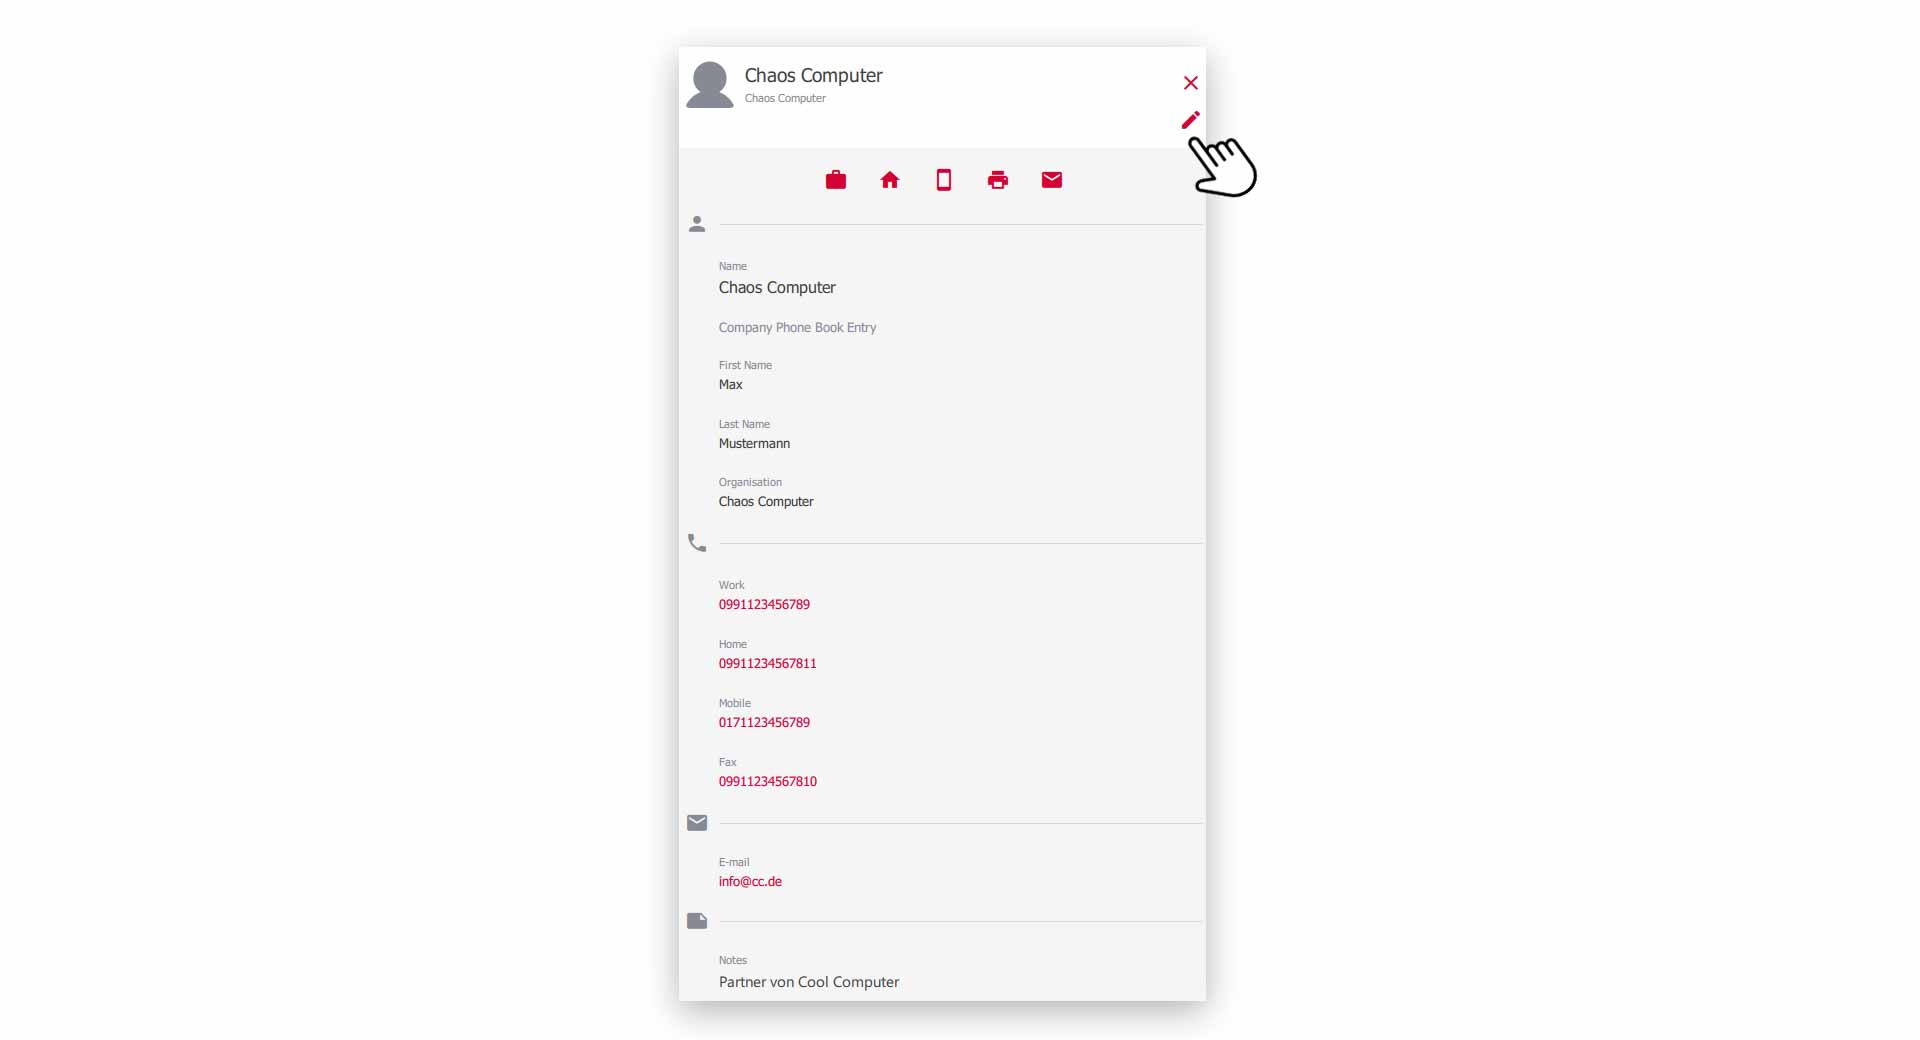 Chaos Computer
Chaos Computer
Name
Chaos Computer
Company Phone Book Entry
First Name
Max
Last Name
Mustermann
Organisation
Chaos Computer
Work
0991123456789
Home
09911234567811
Mobile
0171123456789
Fax
09911234567810
E-mail
info@cc.de
Notes
Partner von Cool Computer